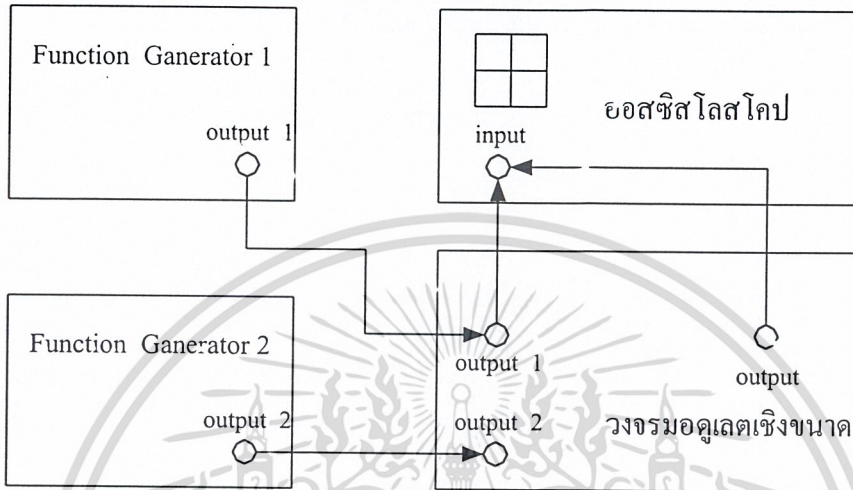 Function Ganerator 1
output 1
ออสซิสโลสโคป
input
Function Ganerator 2
output 2
output 1
output 2
output
วงจรมอดูเลตเชิงขนาด